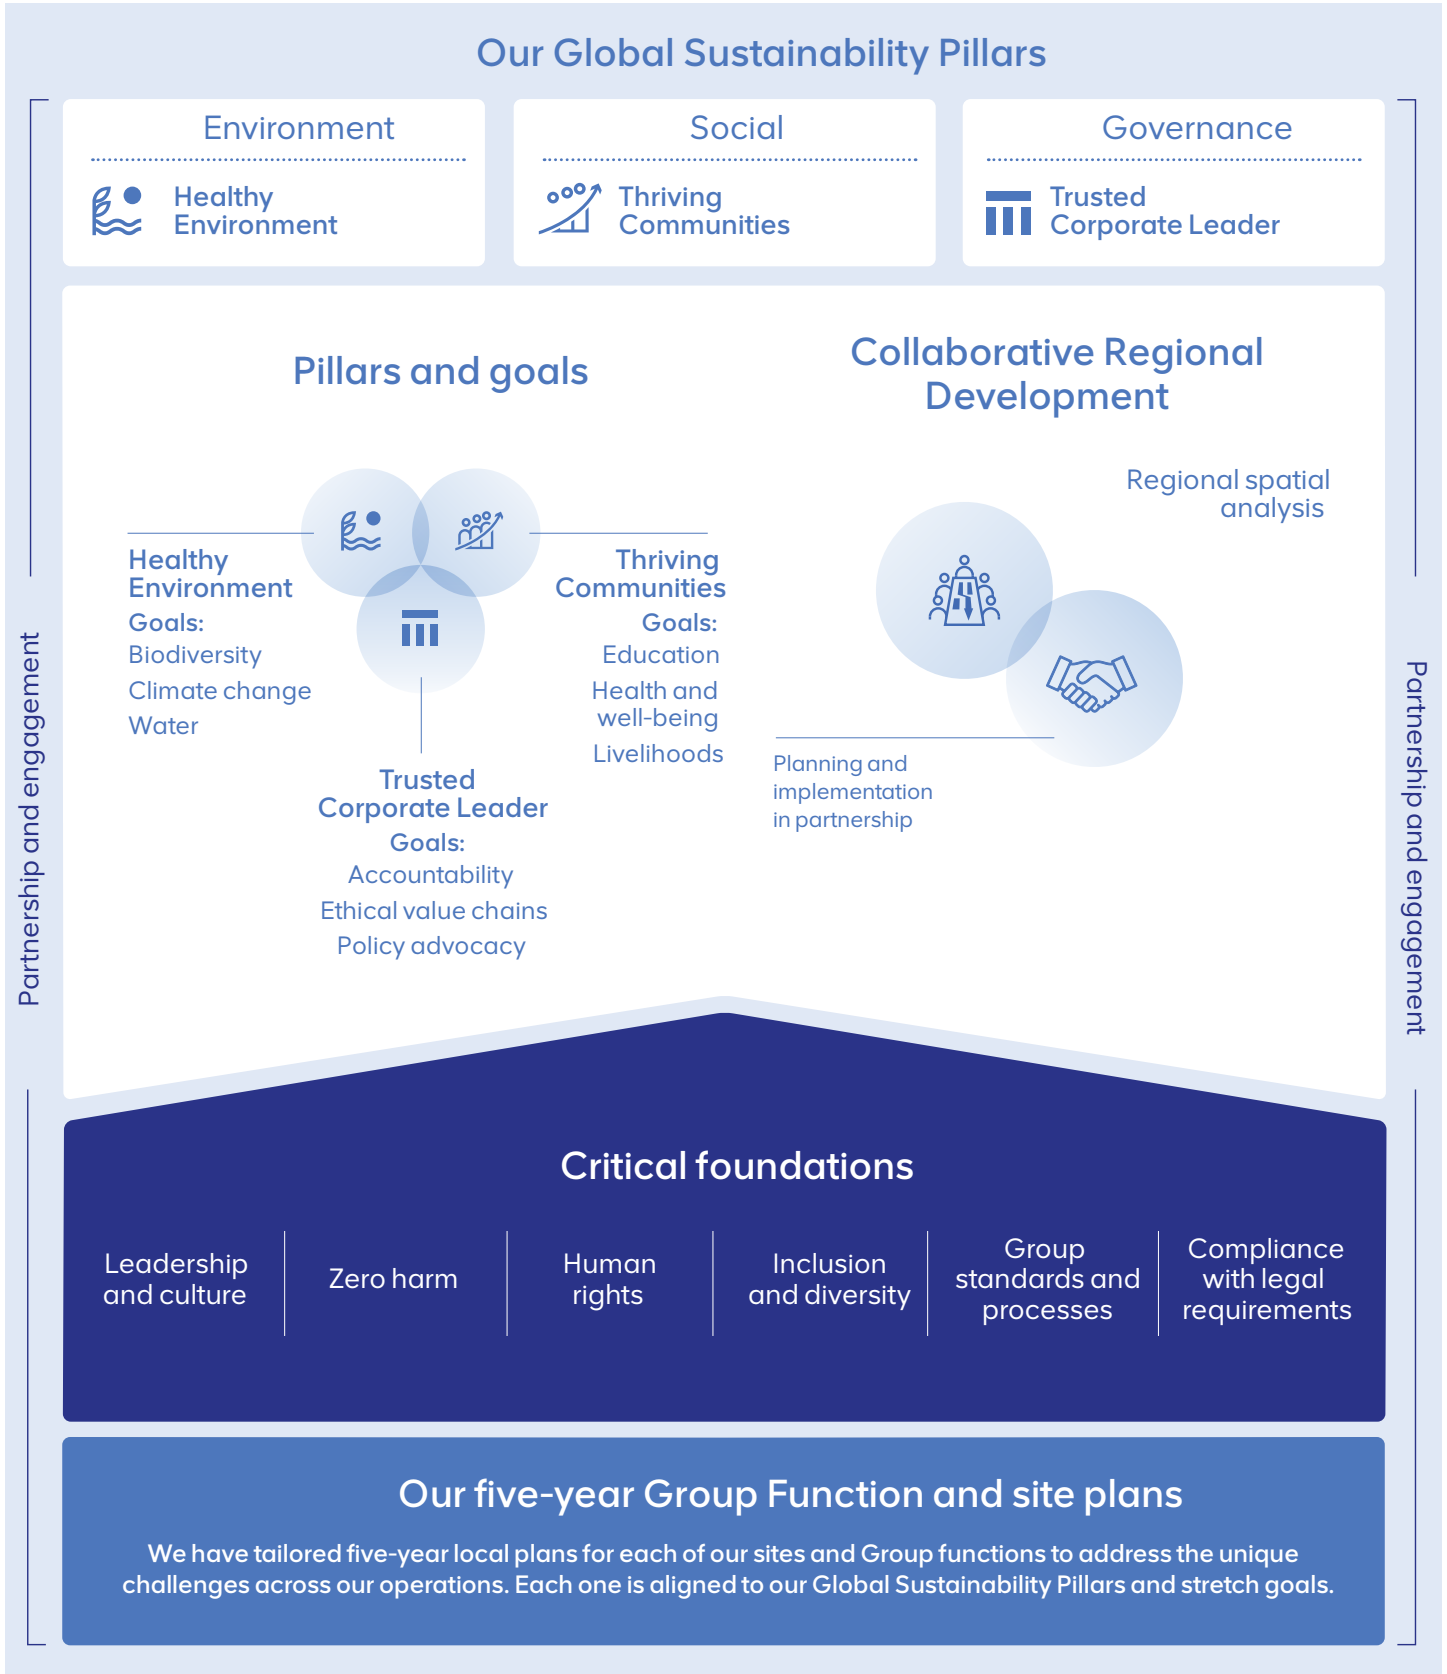 Our Global Sustainability Pillars
Environment
Healthy
Environment
Social
Thriving
Communities
Governance
Trusted
Corporate Leader
Partnership and engagement
Pillars and goals
Healthy
Environment
Goals:
Biodiversity
Climate change
Water
Thriving
Communities
Goals:
Education
Health and
well-being
Livelihoods
Trusted
Corporate Leader
Goals:
Accountability
Ethical value chains
Policy advocacy
Collaborative Regional
Development
Regional spatial
analysis
Planning and
implementation
in partnership
Partnership and engagement
Critical foundations
Leadership
and culture
Zero harm
Human
rights
Inclusion
and diversity
Group
standards and
processes
Compliance
with legal
requirements
Our five-year Group Function and site plans
We have tailored five-year local plans for each of our sites and Group functions to address the unique
challenges across our operations. Each one is aligned to our Global Sustainability Pillars and stretch goals.